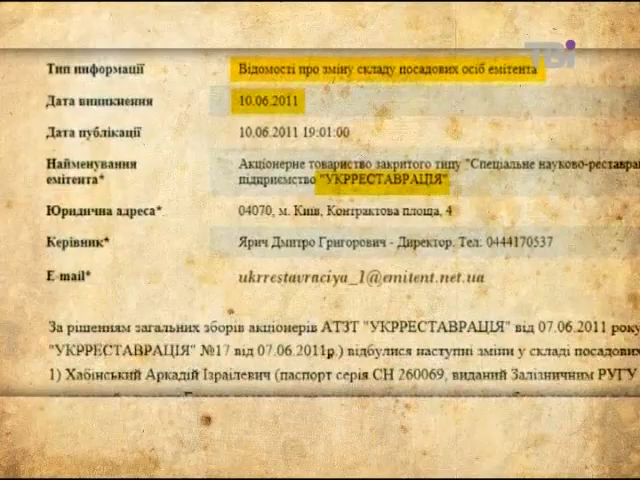 ТВі
Тип информації Відомості про зміну складу посадових осіб емітента
Дата виникнення 10.06.2011
Дата публікації 10.06.2011 19:01:00
Найменування Акціонерне товариство закритого типу "Спеціальне науково-реставра
емітента* підприємство "УКРРЕСТАВРАЦІЯ"
Юридична адреса* 04070, м. Київ, Контрактова площа, 4
Керівник* Ярич Дмитро Григорович - Директор. Тел: 0444170537
E-mail* ukrrestavraciya_1@emitent.net.ua
За рішенням загальних зборів акціонерів АТЗТ "УКРРЕСТАВРАЦІЯ" від 07.06.2011 року
"УКРРЕСТАВРАЦІЯ" №17 від 07.06.2011р.) відбулися наступні зміни у складі посадових
1) Хабінський Аркадій Ізраілевич (паспорт серія СН 260069, виданий Залізничним РУГУ